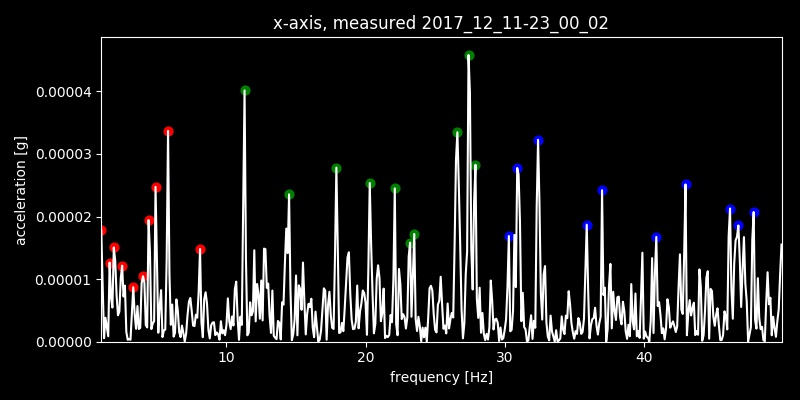 x-axis, measured 2017_12_11-23_00_02
acceleration [g]
0.00004
0.00003
0.00002
0.00001
0.00000
10 20 30 40
frequency [Hz]